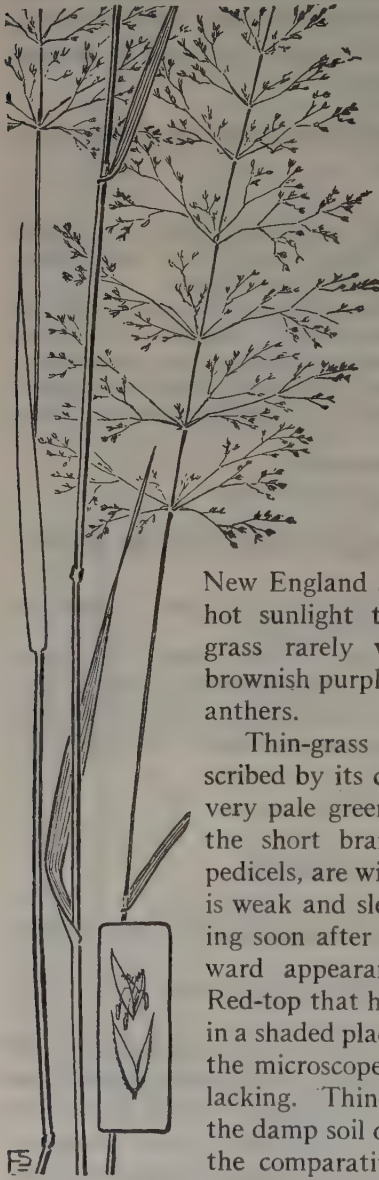 New England
hot sunlight t
grass rarely v
brownish purpl
anthers.
Thin-grass
scribed by its c
very pale green
the short bra
pedicels, are wi
is weak and sle
ing soon after
ward appeara
Red-top that h
in a shaded plac
the microscope
lacking. Thin
the damp soil o
the comparati
FS